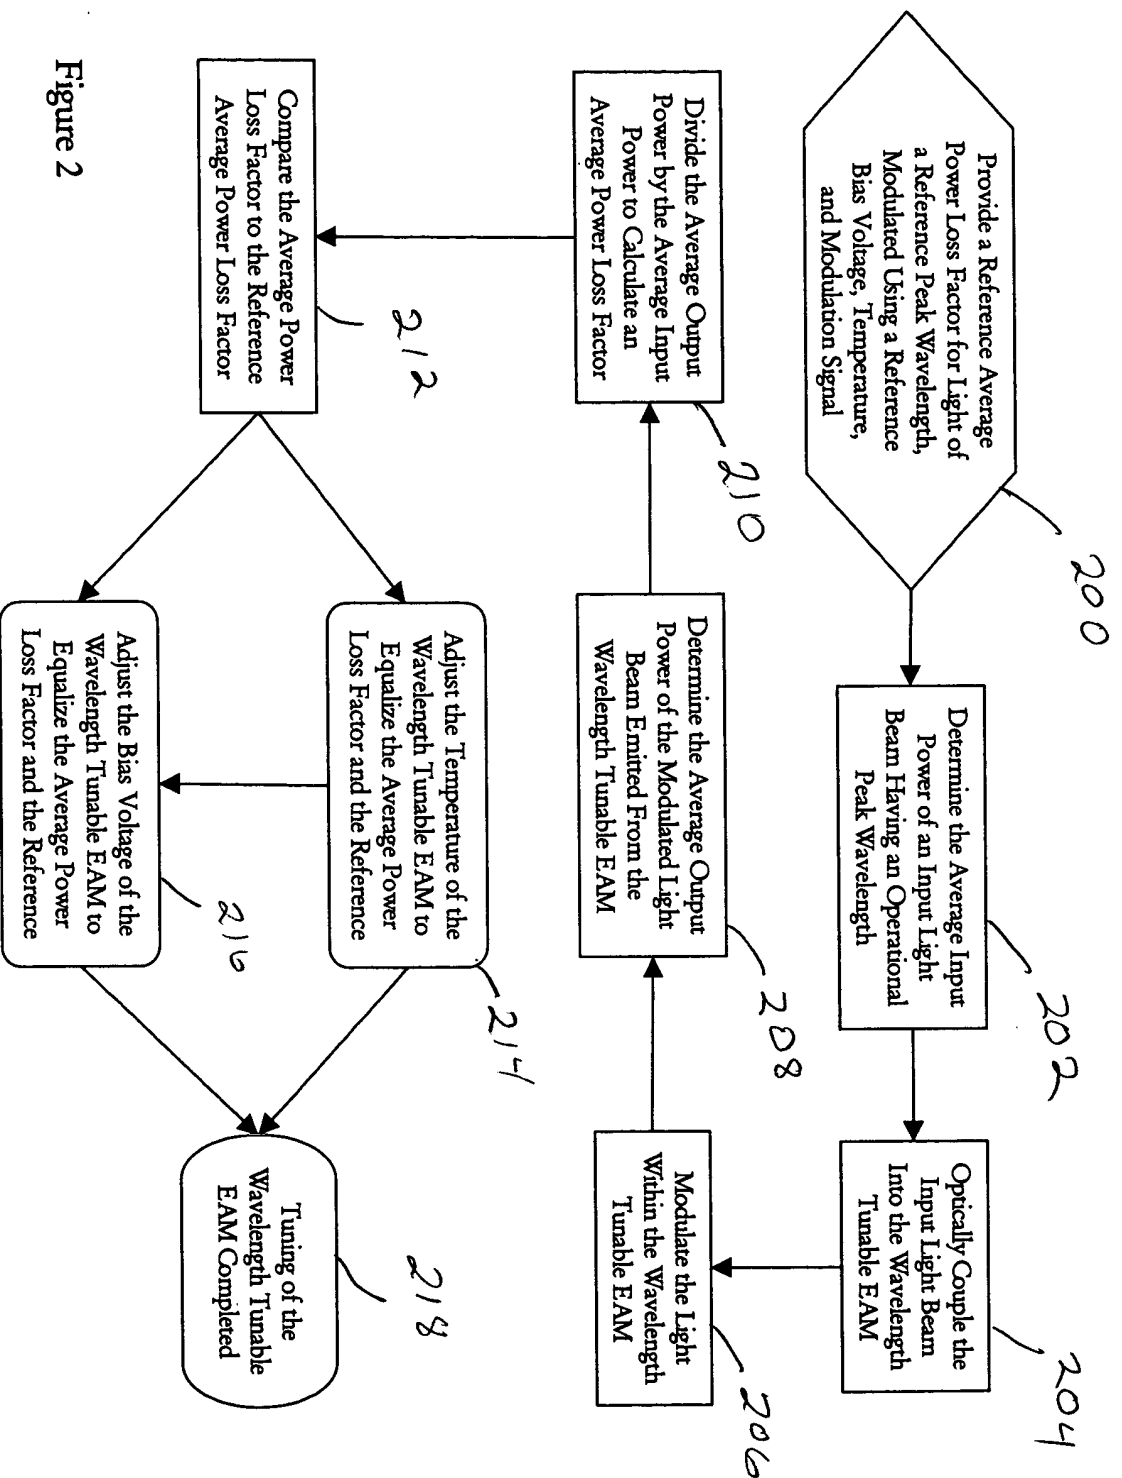 Provide a Reference Average
Power Loss Factor for Light of
a Reference Peak Wavelength,
Modulated Using a Reference
Bias Voltage, Temperature,
and Modulation Signal
200
Determine the Average Input
Power of an Input Light
Beam Having an Operational
Peak Wavelength
202
Optically Couple the
Input Light Beam
Into the Wavelength
Tunable EAM
204
Modulate the Light
Within the Wavelength
Tunable EAM
206
Determine the Average Output
Power of the Modulated Light
Beam Emitted From the
Wavelength Tunable EAM
208
Divide the Average Output
Power by the Average Input
Power to Calculate an
Average Power Loss Factor
210
Compare the Average Power
Loss Factor to the Reference
Average Power Loss Factor
212
Adjust the Temperature of the
Wavelength Tunable EAM to
Equalize the Average Power
Loss Factor and the Reference
214
Adjust the Bias Voltage of the
Wavelength Tunable EAM to
Equalize the Average Power
Loss Factor and the Reference
216
Tuning of the
Wavelength Tunable
EAM Completed
218
Figure 2